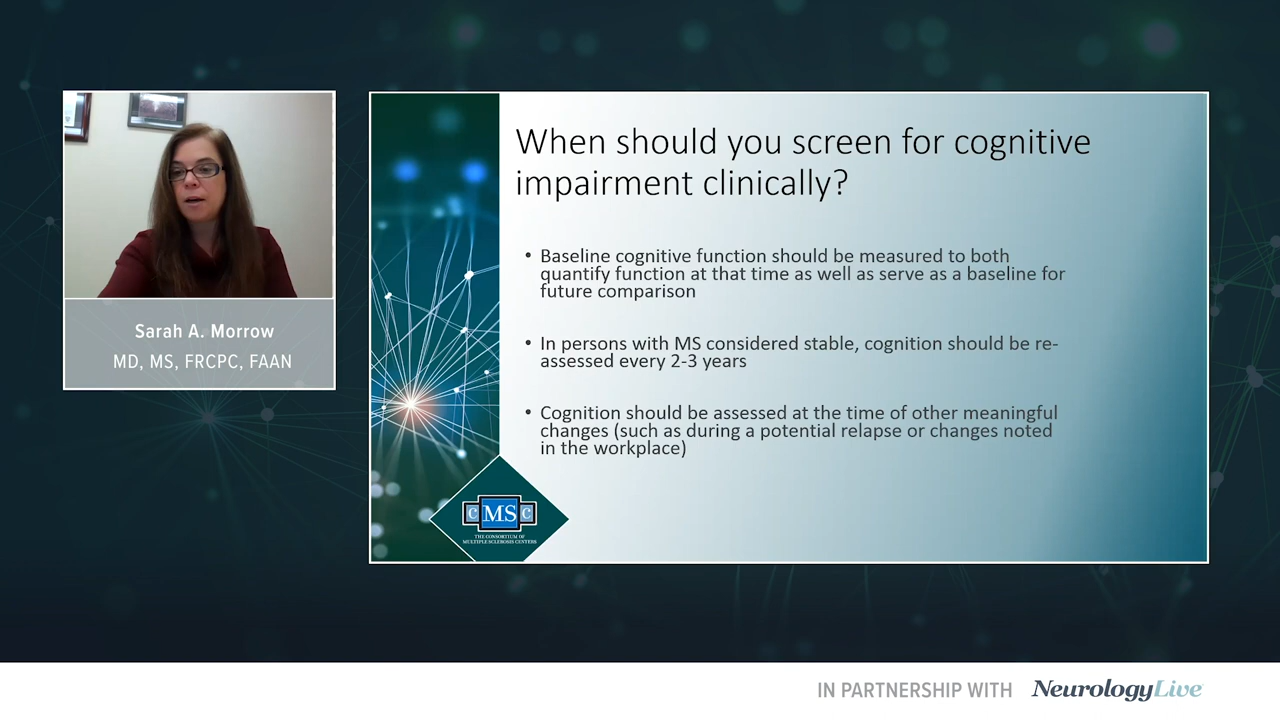 Sarah A. Morrow
MD, MS, FRCPC, FAAN
When should you screen for cognitive
impairment clinically?
• Baseline cognitive function should be measured to both
quantify function at that time as well as serve as a baseline for
future comparison
• In persons with MS considered stable, cognition should be re-
assessed every 2-3 years
• Cognition should be assessed at the time of other meaningful
changes (such as during a potential relapse or changes noted
in the workplace)
C MS C
THE CONSORTIUM OF
MULTIPLE SCLEROSIS CENTERS
IN PARTNERSHIP WITH NeurologyLive